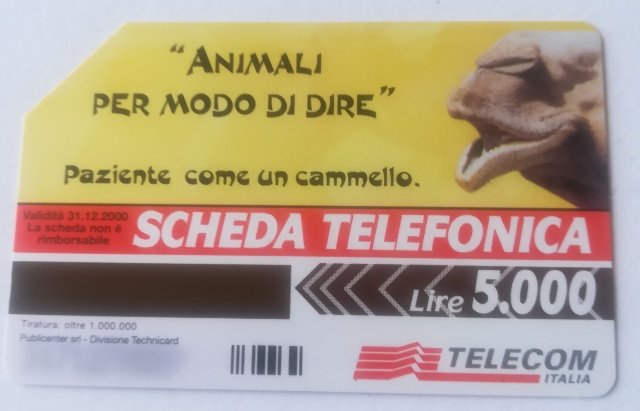 "ANIMALI
PER MODO DI DIRE"
Paziente come un cammello.
Validità 31.12.2000
La scheda non è
rimborsabile
SCHEDA TELEFONICA
Lire 5.000
Tiratura: oltre 1.000.000
Publicenter srl - Divisione Technicard
TELECOM
ITALIA